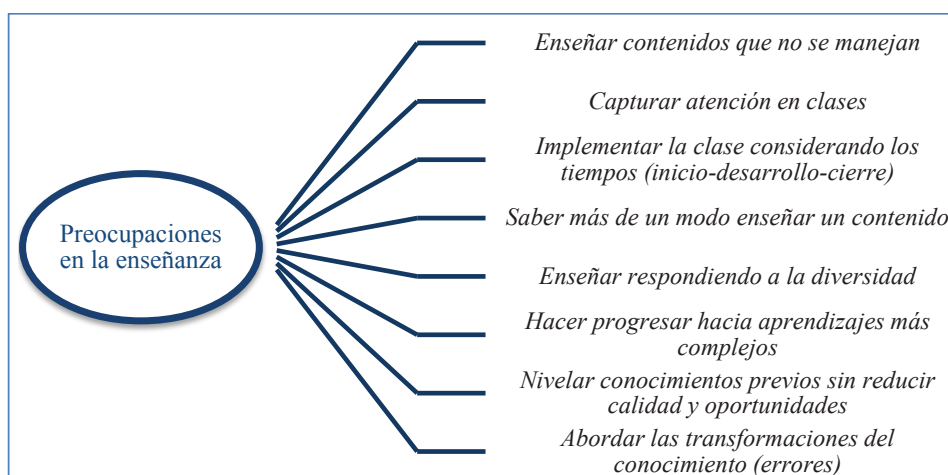 Enseñar contenidos que no se manejan
Capturar atención en clases
Implementar la clase considerando los
tiempos (inicio-desarrollo-cierre)
Saber más de un modo enseñar un contenido
Preocupaciones
en la enseñanza
Enseñar respondiendo a la diversidad
Hacer progresar hacia aprendizajes más
complejos
Nivelar conocimientos previos sin reducir
calidad y oportunidades
Abordar las transformaciones del
conocimiento (errores)